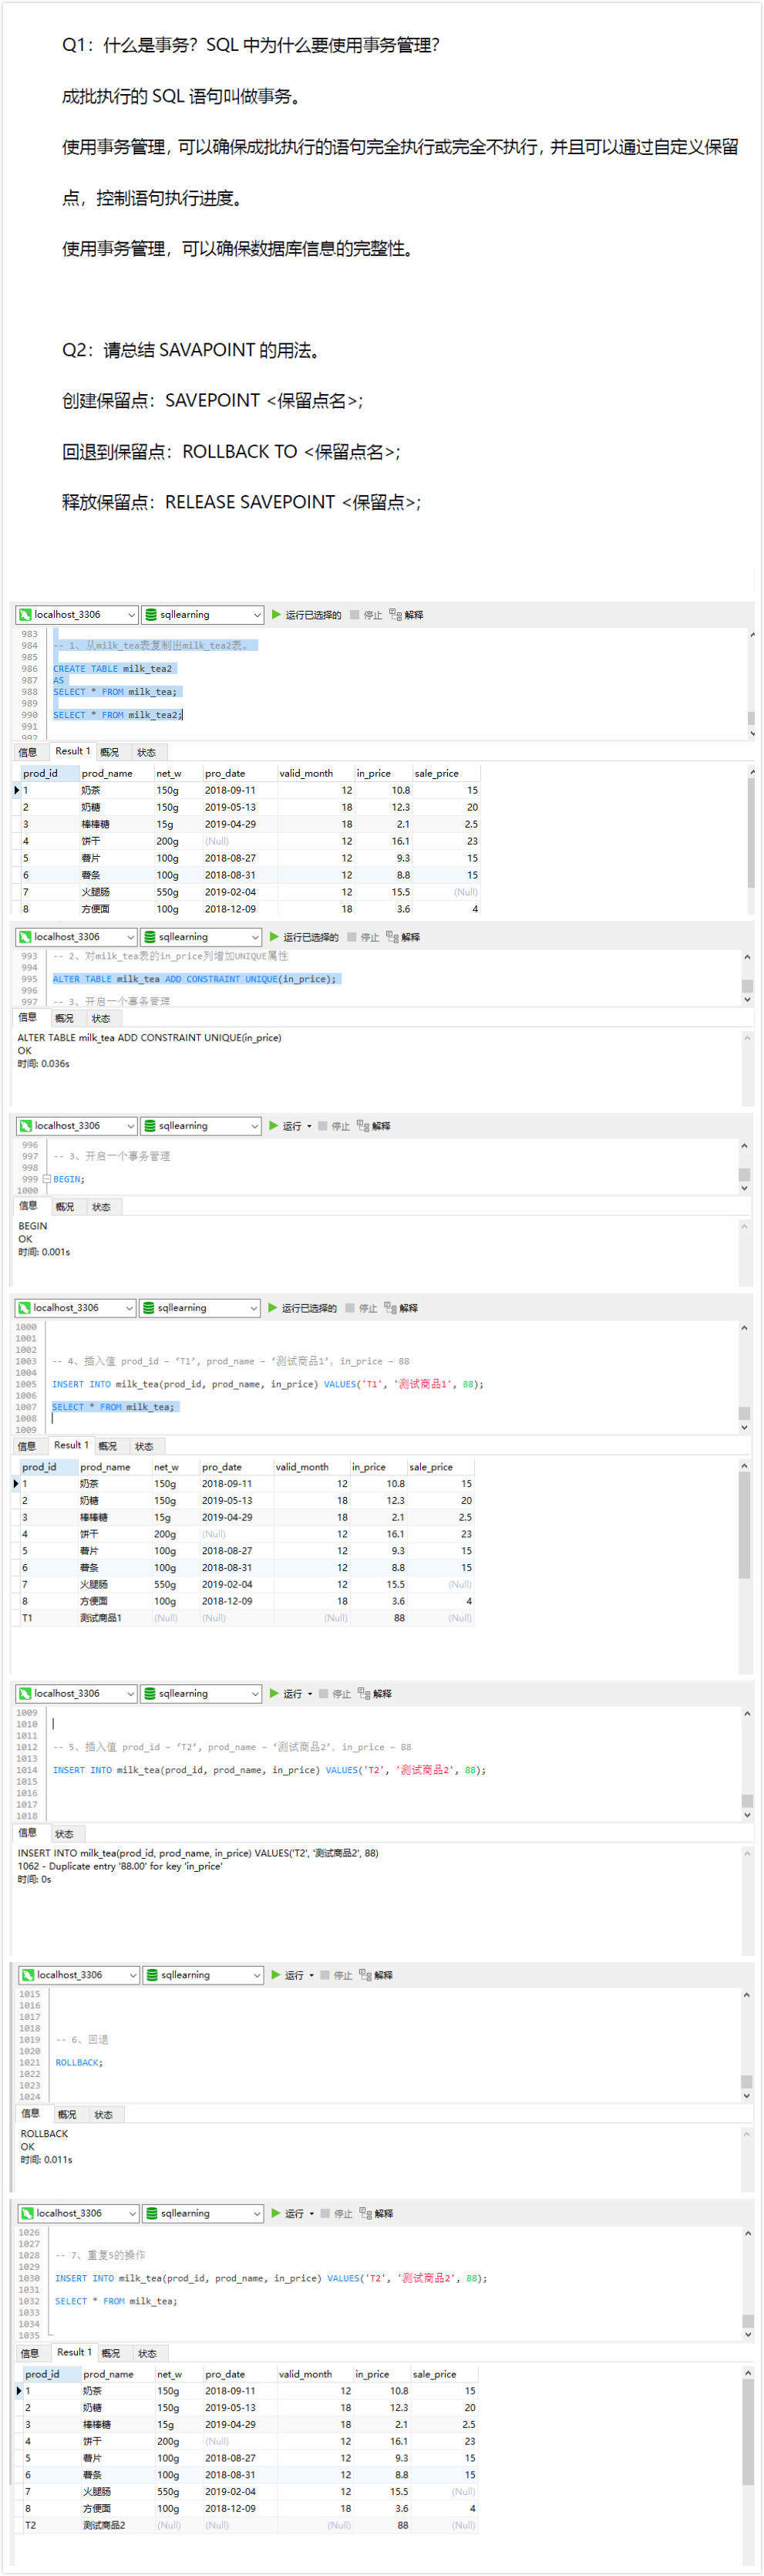 Q1：什么是事务？SQL 中为什么要使用事务管理？
成批执行的 SQL 语句叫做事务。
使用事务管理，可以确保成批执行的语句完全执行或完全不执行，并且可以通过自定义保留
点，控制语句执行进度。
使用事务管理，可以确保数据库信息的完整性。
Q2：请总结 SAVAPOINT 的用法。
创建保留点：SAVEPOINT <保留点名>;
回退到保留点：ROLLBACK TO <保留点名>;
释放保留点：RELEASE SAVEPOINT <保留点>;
localhost_3306 sqllearning 运行已选择的 停止 解释
983
984 -- 1、从milk_tea表复制出milk_tea2表。
985
986 CREATE TABLE milk_tea2
987 AS
988 SELECT * FROM milk_tea;
989
990 SELECT * FROM milk_tea2;
991
992
信息 Result 1 概况 状态
prod_id prod_name net_w pro_date valid_month in_price sale_price
1 奶茶 150g 2018-09-11 12 10.8 15
2 奶糖 150g 2019-05-13 18 12.3 20
3 棒棒糖 15g 2019-04-29 18 2.1 2.5
4 饼干 200g (Null) 12 16.1 23
5 薯片 100g 2018-08-27 12 9.3 15
6 薯条 100g 2018-08-31 12 8.8 15
7 火腿肠 550g 2019-02-04 12 15.5 (Null)
8 方便面 100g 2018-12-09 18 3.6 4
localhost_3306 sqllearning 运行已选择的 停止 解释
993 -- 2、对milk_tea表的in_price列增加UNIQUE属性
994
995 ALTER TABLE milk_tea ADD CONSTRAINT UNIQUE(in_price);
996
997 -- 3、开启一个事务管理
信息 概况 状态
ALTER TABLE milk_tea ADD CONSTRAINT UNIQUE(in_price)
OK
时间: 0.036s
localhost_3306 sqllearning 运行 停止 解释
996
997 -- 3、开启一个事务管理
998
999 BEGIN;
1000
信息 概况 状态
BEGIN
OK
时间: 0.001s
localhost_3306 sqllearning 运行已选择的 停止 解释
1000
1001
1002
1003 -- 4、插入值 prod_id – ‘T1’, prod_name – ‘测试商品1’, in_price – 88
1004
1005 INSERT INTO milk_tea(prod_id, prod_name, in_price) VALUES('T1', '测试商品1', 88);
1006
1007 SELECT * FROM milk_tea;
1008
1009
信息 Result 1 概况 状态
prod_id prod_name net_w pro_date valid_month in_price sale_price
1 奶茶 150g 2018-09-11 12 10.8 15
2 奶糖 150g 2019-05-13 18 12.3 20
3 棒棒糖 15g 2019-04-29 18 2.1 2.5
4 饼干 200g (Null) 12 16.1 23
5 薯片 100g 2018-08-27 12 9.3 15
6 薯条 100g 2018-08-31 12 8.8 15
7 火腿肠 550g 2019-02-04 12 15.5 (Null)
8 方便面 100g 2018-12-09 18 3.6 4
T1 测试商品1 (Null) (Null) (Null) 88 (Null)
localhost_3306 sqllearning 运行 停止 解释
1009
1010
1011
1012 -- 5、插入值 prod_id – ‘T2’, prod_name – ‘测试商品2’, in_price – 88
1013
1014 INSERT INTO milk_tea(prod_id, prod_name, in_price) VALUES('T2', '测试商品2', 88);
1015
1016
1017
1018
信息 状态
INSERT INTO milk_tea(prod_id, prod_name, in_price) VALUES('T2', '测试商品2', 88)
1062 - Duplicate entry '88.00' for key 'in_price'
时间: 0s
localhost_3306 sqllearning 运行 停止 解释
1015
1016
1017
1018
1019 -- 6、回退
1020
1021 ROLLBACK;
1022
1023
1024
信息 概况 状态
ROLLBACK
OK
时间: 0.011s
localhost_3306 sqllearning 运行 停止 解释
1026
1027
1028 -- 7、重复5的操作
1029
1030 INSERT INTO milk_tea(prod_id, prod_name, in_price) VALUES('T2', '测试商品2', 88);
1031
1032 SELECT * FROM milk_tea;
1033
1034
1035
信息 Result 1 概况 状态
prod_id prod_name net_w pro_date valid_month in_price sale_price
1 奶茶 150g 2018-09-11 12 10.8 15
2 奶糖 150g 2019-05-13 18 12.3 20
3 棒棒糖 15g 2019-04-29 18 2.1 2.5
4 饼干 200g (Null) 12 16.1 23
5 薯片 100g 2018-08-27 12 9.3 15
6 薯条 100g 2018-08-31 12 8.8 15
7 火腿肠 550g 2019-02-04 12 15.5 (Null)
8 方便面 100g 2018-12-09 18 3.6 4
T2 测试商品2 (Null) (Null) (Null) 88 (Null)